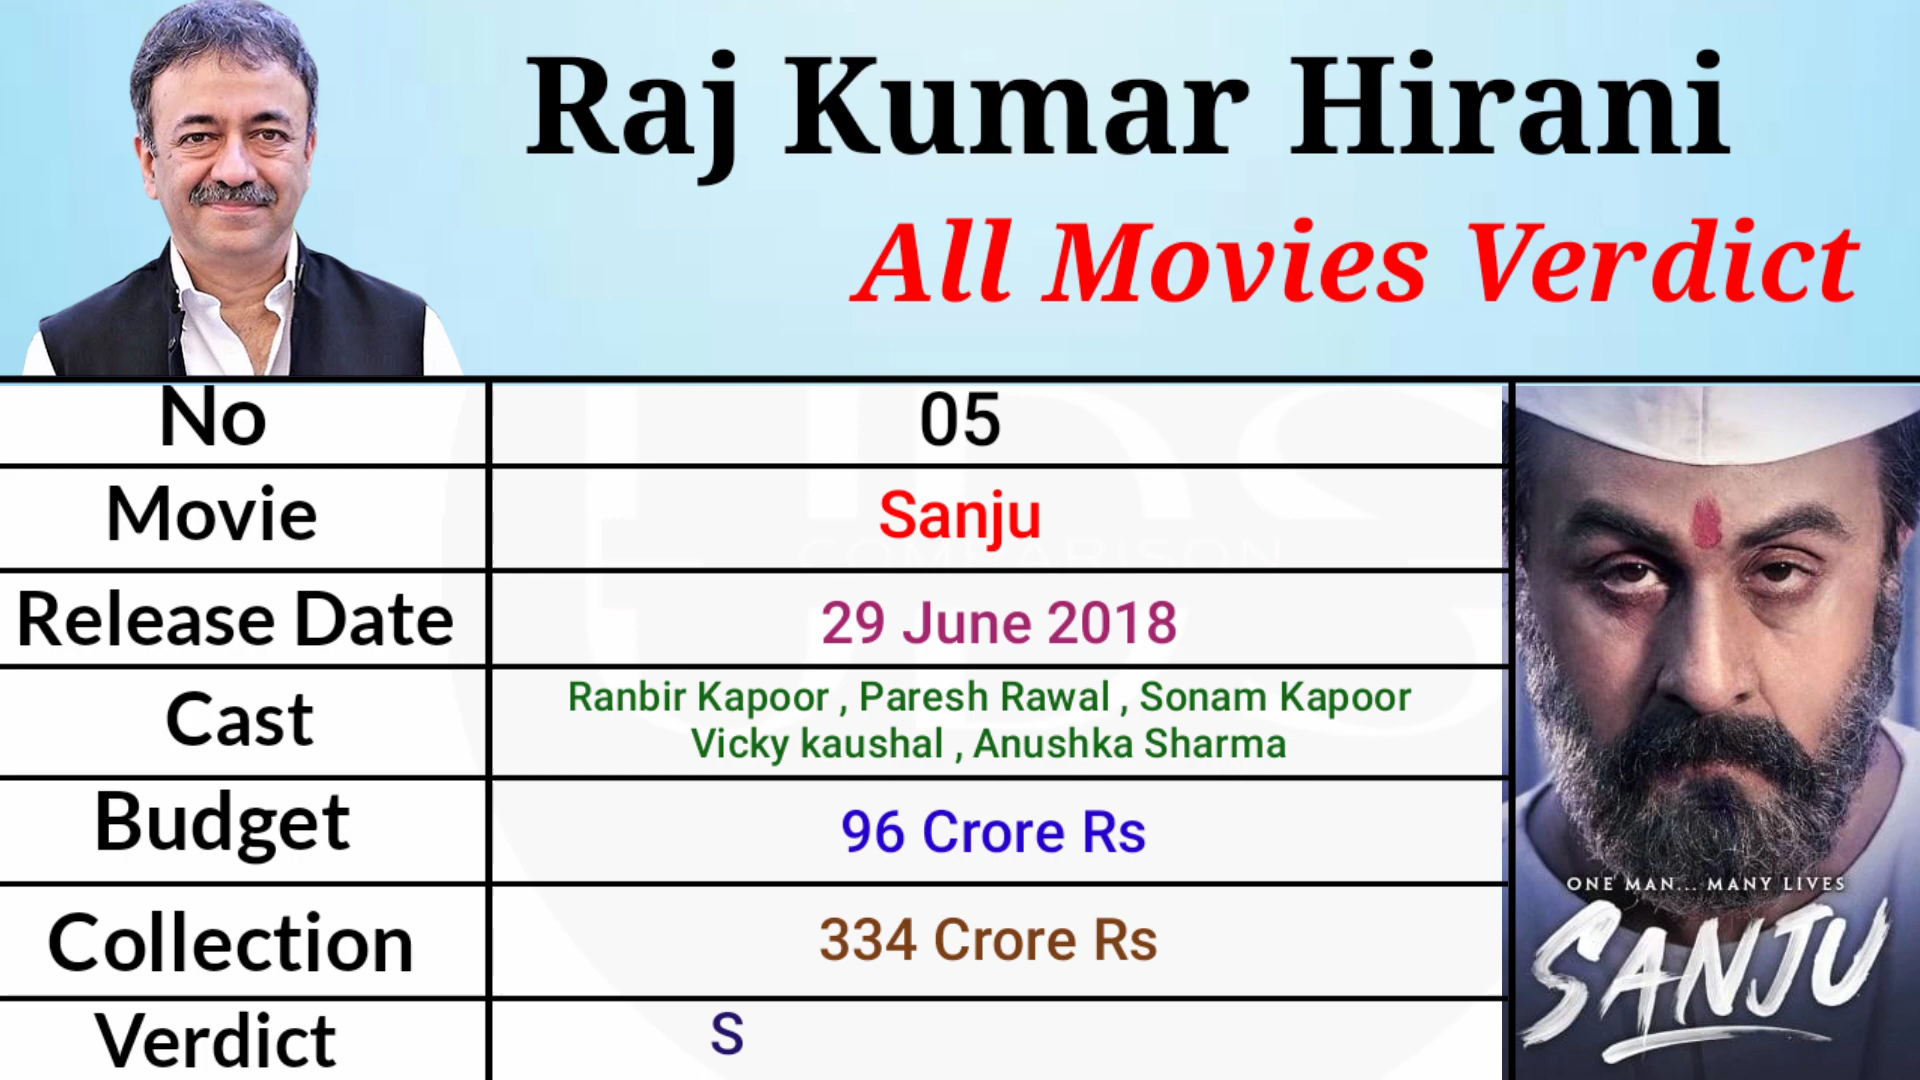 Raj Kumar Hirani
All Movies Verdict
No
05
Movie
Sanju
COMPARISON
Release Date
29 June 2018
Cast
Ranbir Kapoor , Paresh Rawal , Sonam Kapoor
Vicky kaushal , Anushka Sharma
Budget
96 Crore Rs
Collection
334 Crore Rs
Verdict
S
ONE MAN... MANY LIVES
SANJU